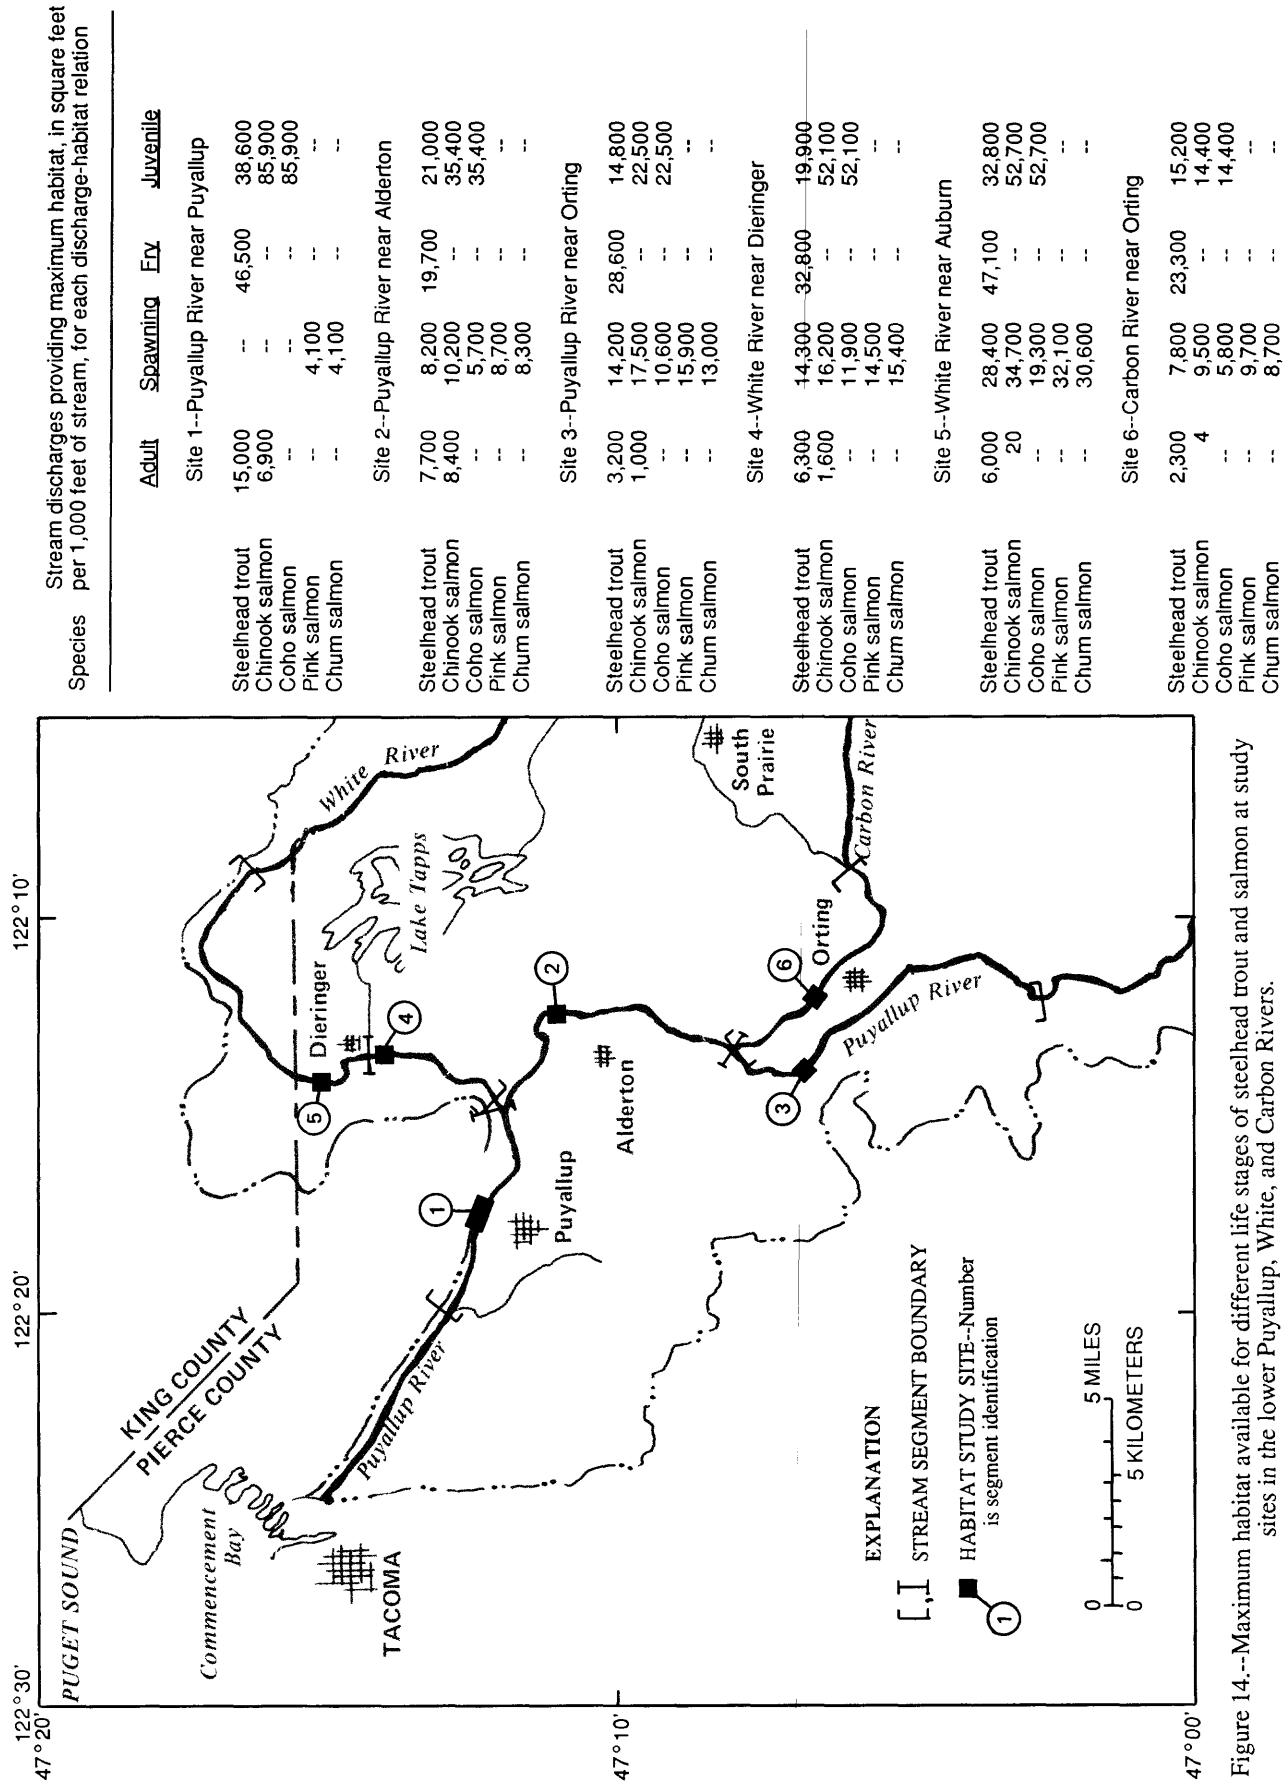 122°30'
122°20'
122°10'
47°20'
47°10'
47°00'
PUGET SOUND
KING COUNTY
PIERCE COUNTY
Commencement
Bay
TACOMA
Puyallup River
White River
Dieringer
Lake Tapps
5
4
1
2
Puyallup
Alderton
South
Prairie
6
Orting
Carbon River
3
Puyallup River
EXPLANATION
[,I STREAM SEGMENT BOUNDARY
1 HABITAT STUDY SITE--Number
is segment identification
0 5 MILES
0 5 KILOMETERS
Species Stream discharges providing maximum habitat, in square feet
per 1,000 feet of stream, for each discharge-habitat relation
Adult Spawning Fry Juvenile
Site 1--Puyallup River near Puyallup
Steelhead trout 15,000 -- 46,500 38,600
Chinook salmon 6,900 -- -- 85,900
Coho salmon -- -- -- 85,900
Pink salmon -- 4,100 -- --
Chum salmon -- 4,100 -- --
Site 2--Puyallup River near Alderton
Steelhead trout 7,700 8,200 19,700 21,000
Chinook salmon 8,400 10,200 -- 35,400
Coho salmon -- 5,700 -- 35,400
Pink salmon -- 8,700 -- --
Chum salmon -- 8,300 -- --
Site 3--Puyallup River near Orting
Steelhead trout 3,200 14,200 28,600 14,800
Chinook salmon 1,000 17,500 -- 22,500
Coho salmon -- 10,600 -- 22,500
Pink salmon -- 15,900 -- --
Chum salmon -- 13,000 -- --
Site 4--White River near Dieringer
Steelhead trout 6,300 14,300 32,800 19,900
Chinook salmon 1,600 16,200 -- 52,100
Coho salmon -- 11,900 -- 52,100
Pink salmon -- 14,500 -- --
Chum salmon -- 15,400 -- --
Site 5--White River near Auburn
Steelhead trout 6,000 28,400 47,100 32,800
Chinook salmon 20 34,700 -- 52,700
Coho salmon -- 19,300 -- 52,700
Pink salmon -- 32,100 -- --
Chum salmon -- 30,600 -- --
Site 6--Carbon River near Orting
Steelhead trout 2,300 7,800 23,300 15,200
Chinook salmon 4 9,500 -- 14,400
Coho salmon -- 5,800 -- 14,400
Pink salmon -- 9,700 -- --
Chum salmon -- 8,700 -- --
Figure 14.--Maximum habitat available for different life stages of steelhead trout and salmon at study
sites in the lower Puyallup, White, and Carbon Rivers.